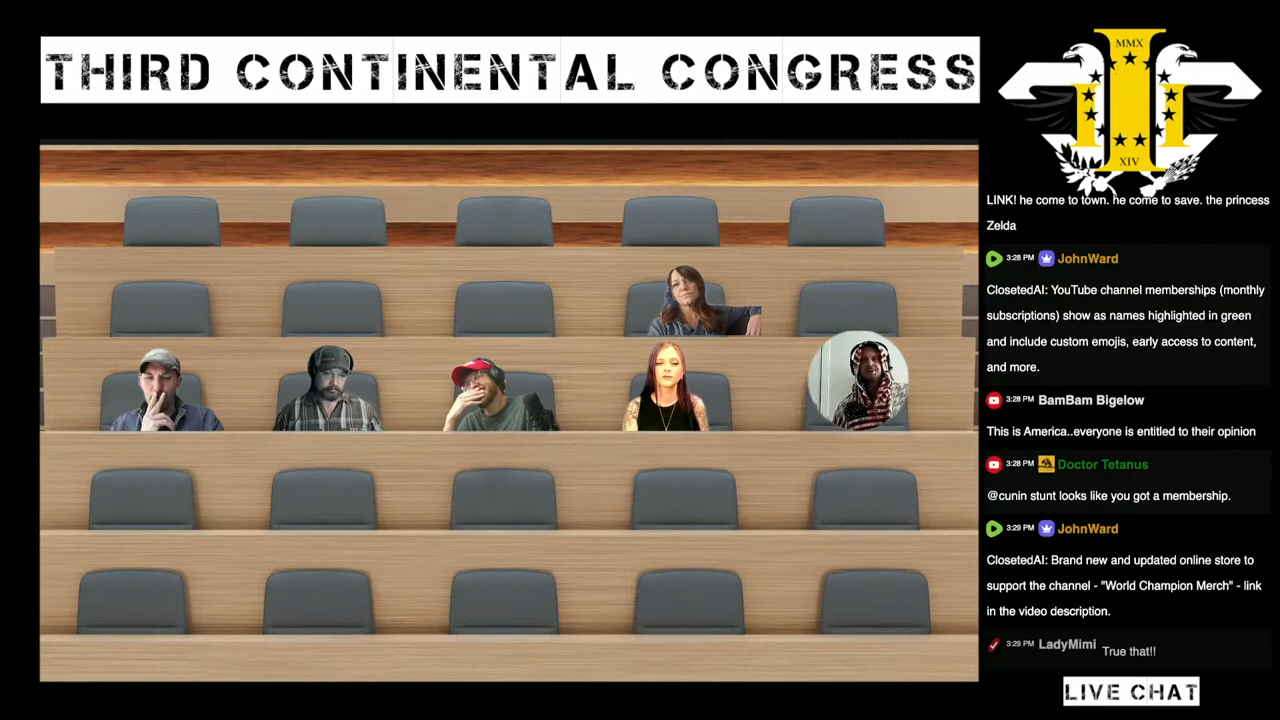 THIRD CONTINENTAL CONGRESS
MMX
XIV
LINK! he come to town. he come to save. the princess
Zelda
3:28 PM JohnWard
ClosetedAI: YouTube channel memberships (monthly
subscriptions) show as names highlighted in green
and include custom emojis, early access to content,
and more.
3:28 PM BamBam Bigelow
This is America..everyone is entitled to their opinion
3:28 PM Doctor Tetanus
@cunin stunt looks like you got a membership.
3:29 PM JohnWard
ClosetedAI: Brand new and updated online store to
support the channel - "World Champion Merch" - link
in the video description.
3:29 PM LadyMimi True that!!
LIVE CHAT